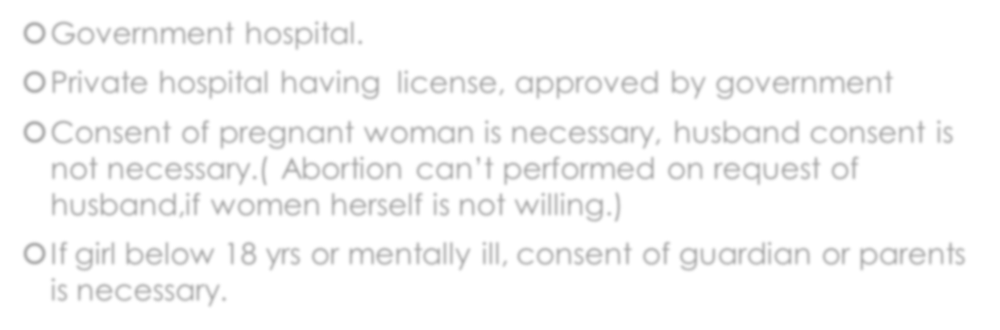 Government hospital.
Private hospital having license, approved by government
Consent of pregnant woman is necessary, husband consent is
not necessary.( Abortion can't performed on request of
husband,if women herself is not willing.)
If girl below 18 yrs or mentally ill, consent of guardian or parents
is necessary.